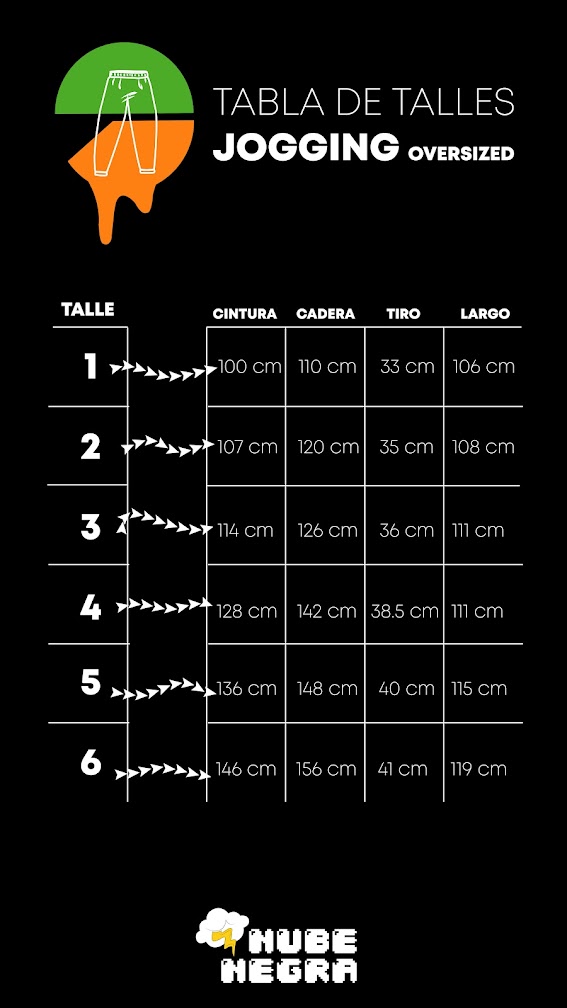 TABLA DE TALLES
JOGGING OVERSIZED
TALLE CINTURA CADERA TIRO LARGO
1 100 cm 110 cm 33 cm 106 cm
2 107 cm 120 cm 35 cm 108 cm
3 114 cm 126 cm 36 cm 111 cm
4 128 cm 142 cm 38.5 cm 111 cm
5 136 cm 148 cm 40 cm 115 cm
6 146 cm 156 cm 41 cm 119 cm
NUBE
NEGRA